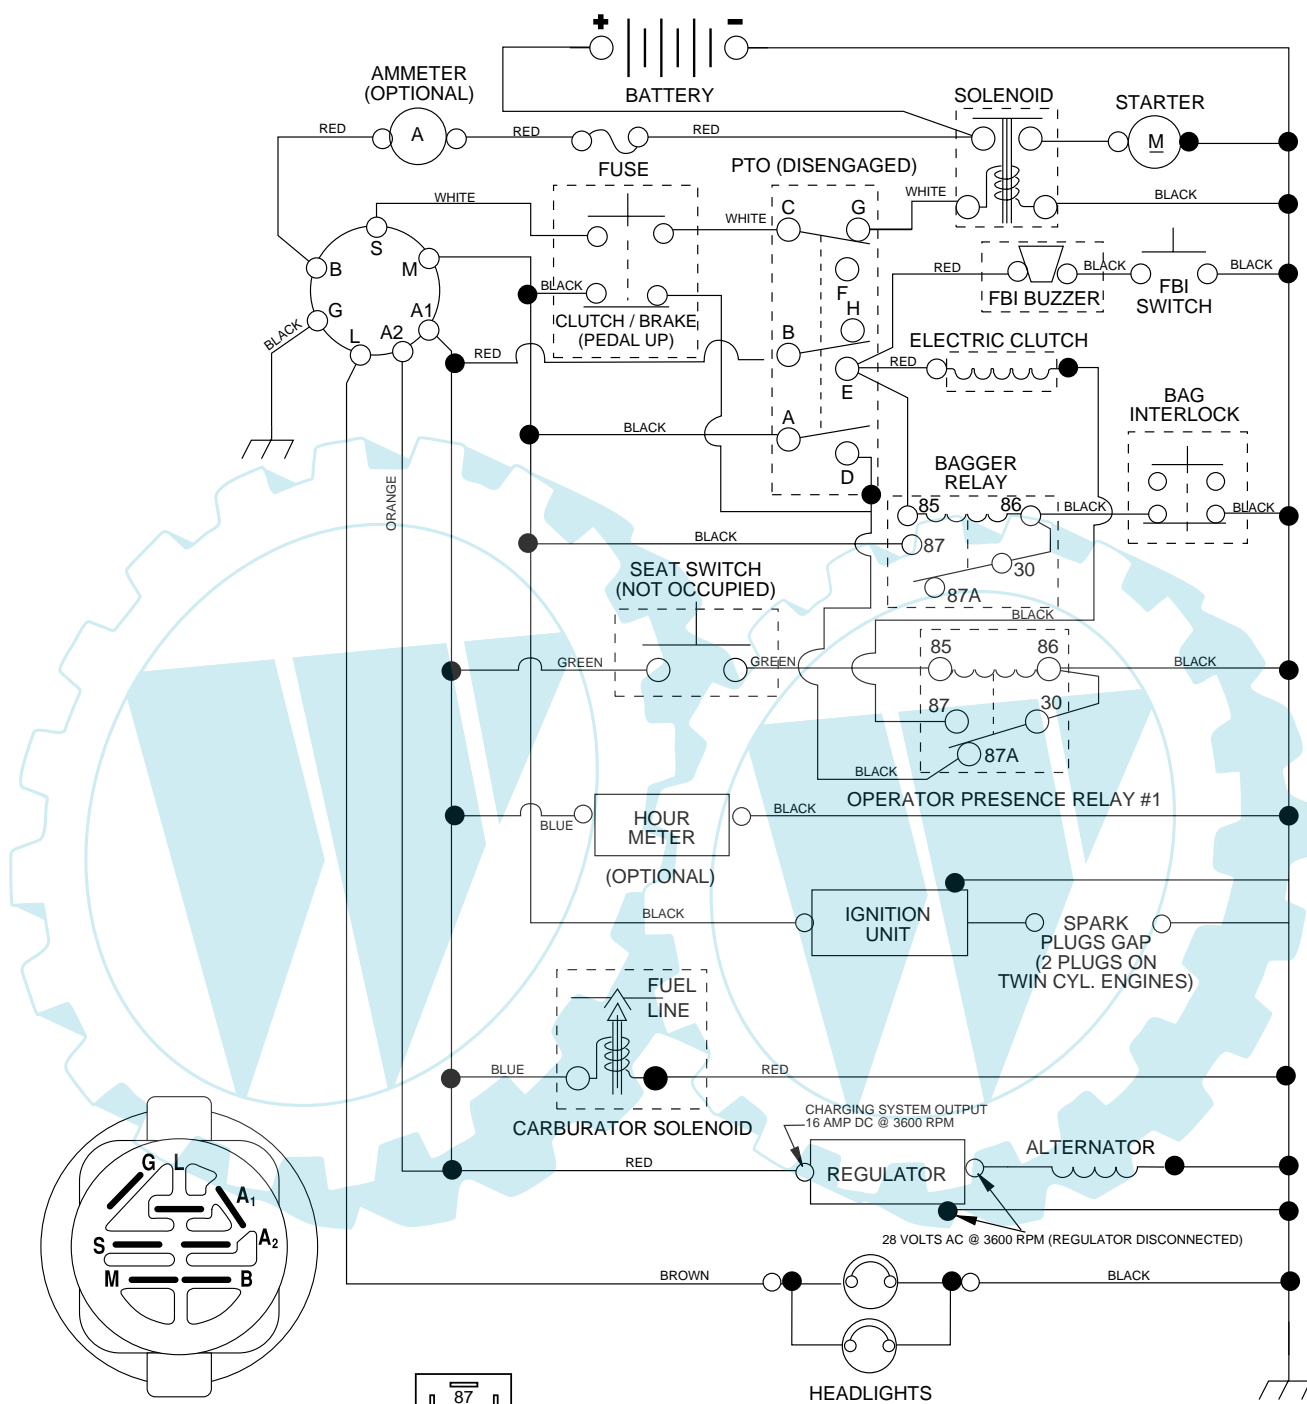 + -
BATTERY
AMMETER
(OPTIONAL)
SOLENOID
STARTER
RED
A
RED
RED
M
FUSE
PTO (DISENGAGED)
WHITE
WHITE
WHITE
BLACK
C
G
S
B
M
G
L
A2
A1
BLACK
BLACK
F
H
B
E
A
D
CLUTCH / BRAKE
(PEDAL UP)
RED
BLACK
BLACK
FBI BUZZER
FBI
SWITCH
RED
RED
ELECTRIC CLUTCH
BAG
INTERLOCK
BLACK
BAGGER
RELAY
85
86
BLACK
BLACK
ORANGE
BLACK
87
30
87A
SEAT SWITCH
(NOT OCCUPIED)
BLACK
GREEN
GREEN
85
86
BLACK
87
30
87A
BLACK
OPERATOR PRESENCE RELAY #1
BLUE
HOUR
METER
BLACK
(OPTIONAL)
BLACK
IGNITION
UNIT
SPARK
PLUGS GAP
(2 PLUGS ON
TWIN CYL. ENGINES)
FUEL
LINE
BLUE
RED
CARBURATOR SOLENOID
CHARGING SYSTEM OUTPUT
16 AMP DC @ 3600 RPM
RED
REGULATOR
ALTERNATOR
28 VOLTS AC @ 3600 RPM (REGULATOR DISCONNECTED)
G
L
A1
S
A2
M
B
BROWN
BLACK
HEADLIGHTS
87